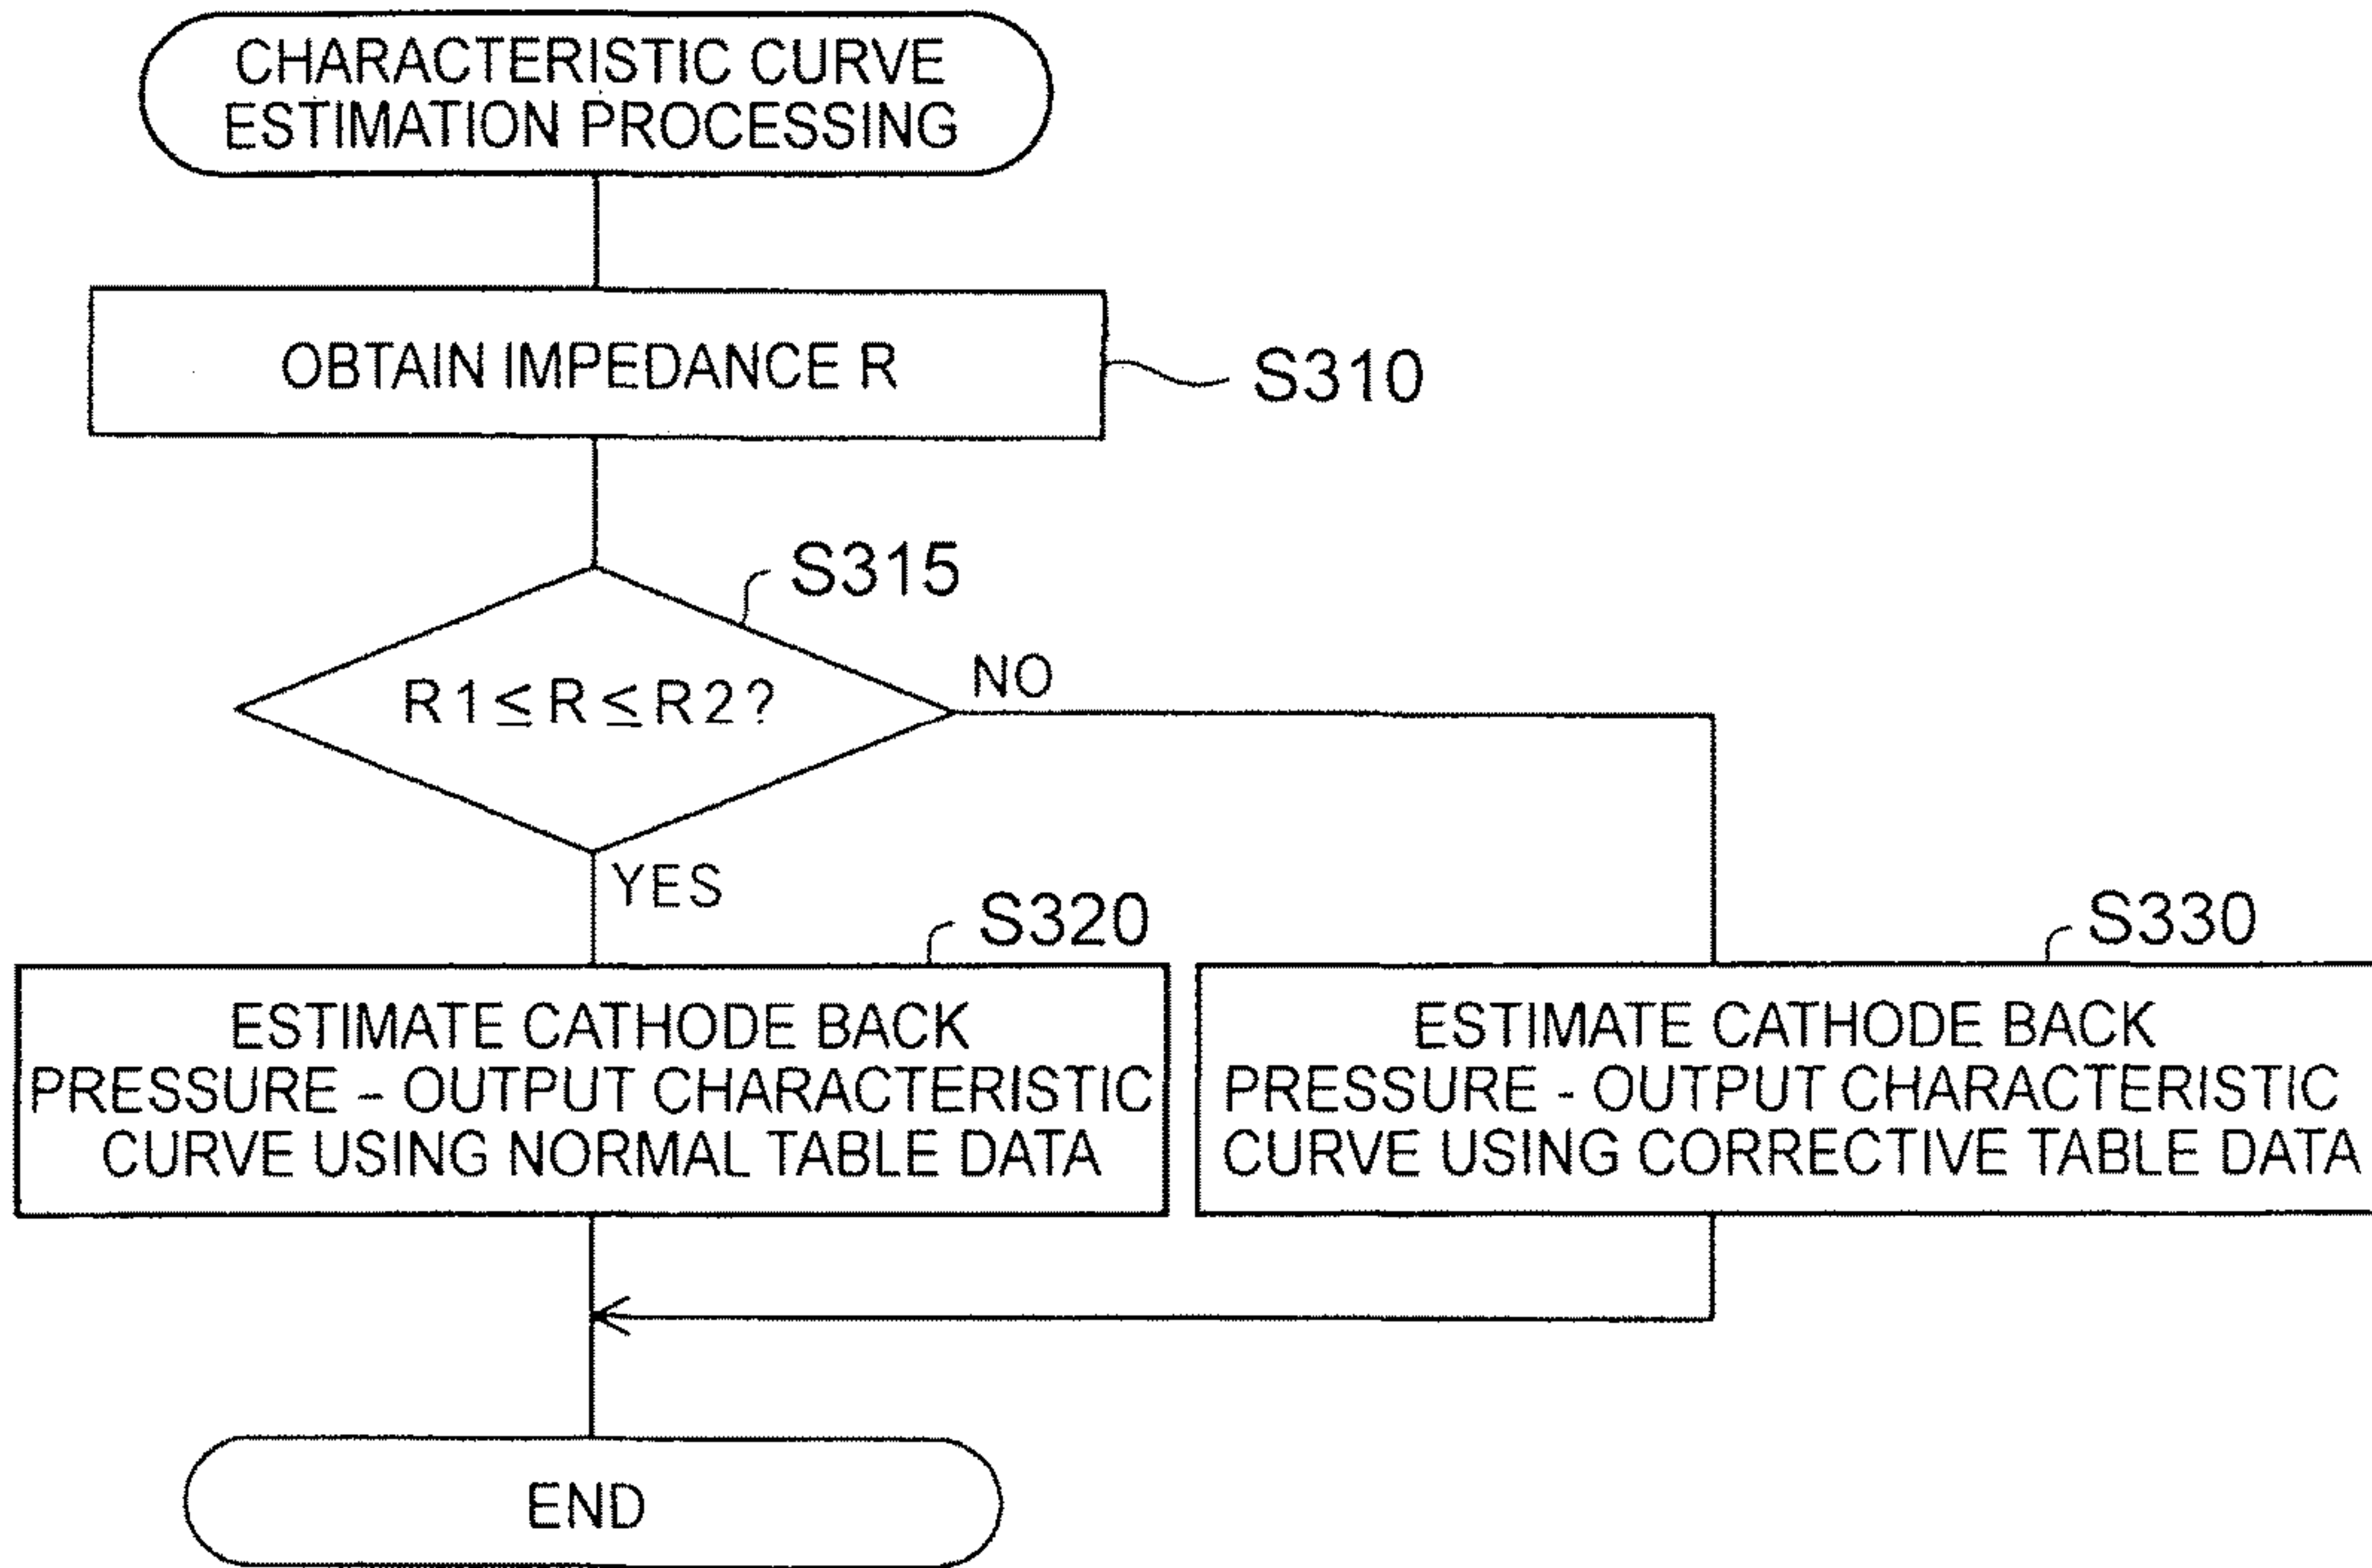 CHARACTERISTIC CURVE
ESTIMATION PROCESSING
OBTAIN IMPEDANCE R
S310
S315
R1≤R≤R2?
NO
YES
S320
ESTIMATE CATHODE BACK
PRESSURE - OUTPUT CHARACTERISTIC
CURVE USING NORMAL TABLE DATA
S330
ESTIMATE CATHODE BACK
PRESSURE - OUTPUT CHARACTERISTIC
CURVE USING CORRECTIVE TABLE DATA
END